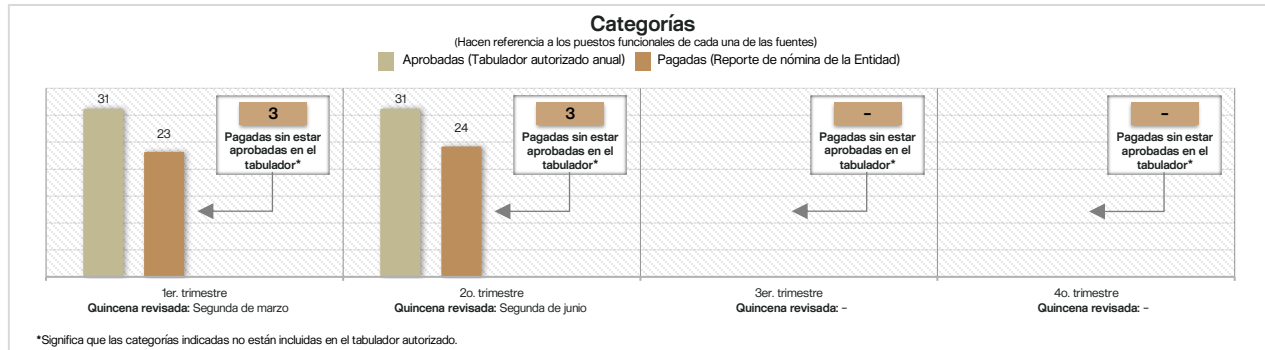 Categorías
(Hacen referencia a los puestos funcionales de cada una de las fuentes)
Aprobadas (Tabulador autorizado anual) Pagadas (Reporte de nómina de la Entidad)
31
23
3
Pagadas sin estar
aprobadas en el
tabulador*
31
24
3
Pagadas sin estar
aprobadas en el
tabulador*
–
Pagadas sin estar
aprobadas en el
tabulador*
–
Pagadas sin estar
aprobadas en el
tabulador*
1er. trimestre
Quincena revisada: Segunda de marzo
2o. trimestre
Quincena revisada: Segunda de junio
3er. trimestre
Quincena revisada: –
4o. trimestre
Quincena revisada: –
*Significa que las categorías indicadas no están incluidas en el tabulador autorizado.